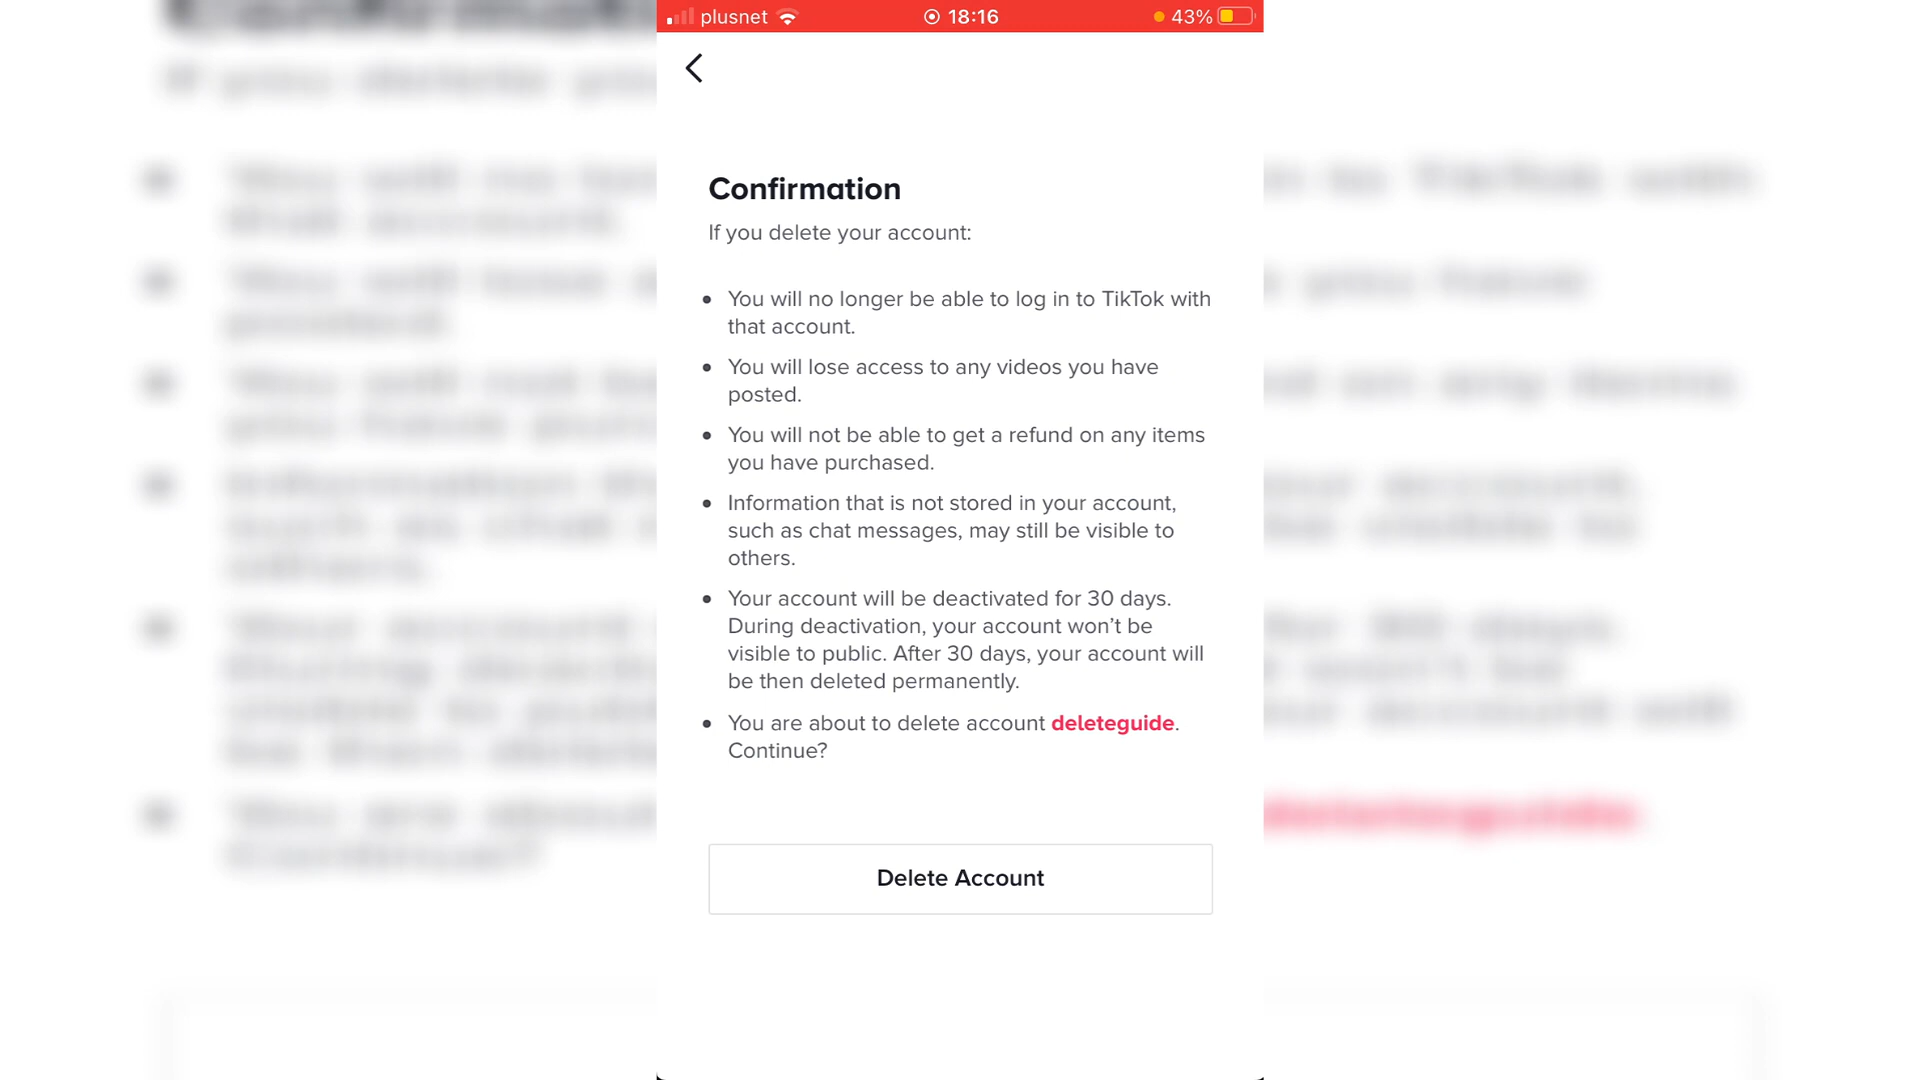 plusnet 18:16 43%
Confirmation
If you delete your account:
• You will no longer be able to log in to TikTok with
that account.
• You will lose access to any videos you have
posted.
• You will not be able to get a refund on any items
you have purchased.
• Information that is not stored in your account,
such as chat messages, may still be visible to
others.
• Your account will be deactivated for 30 days.
During deactivation, your account won’t be
visible to public. After 30 days, your account will
be then deleted permanently.
• You are about to delete account deleteguide.
Continue?
Delete Account